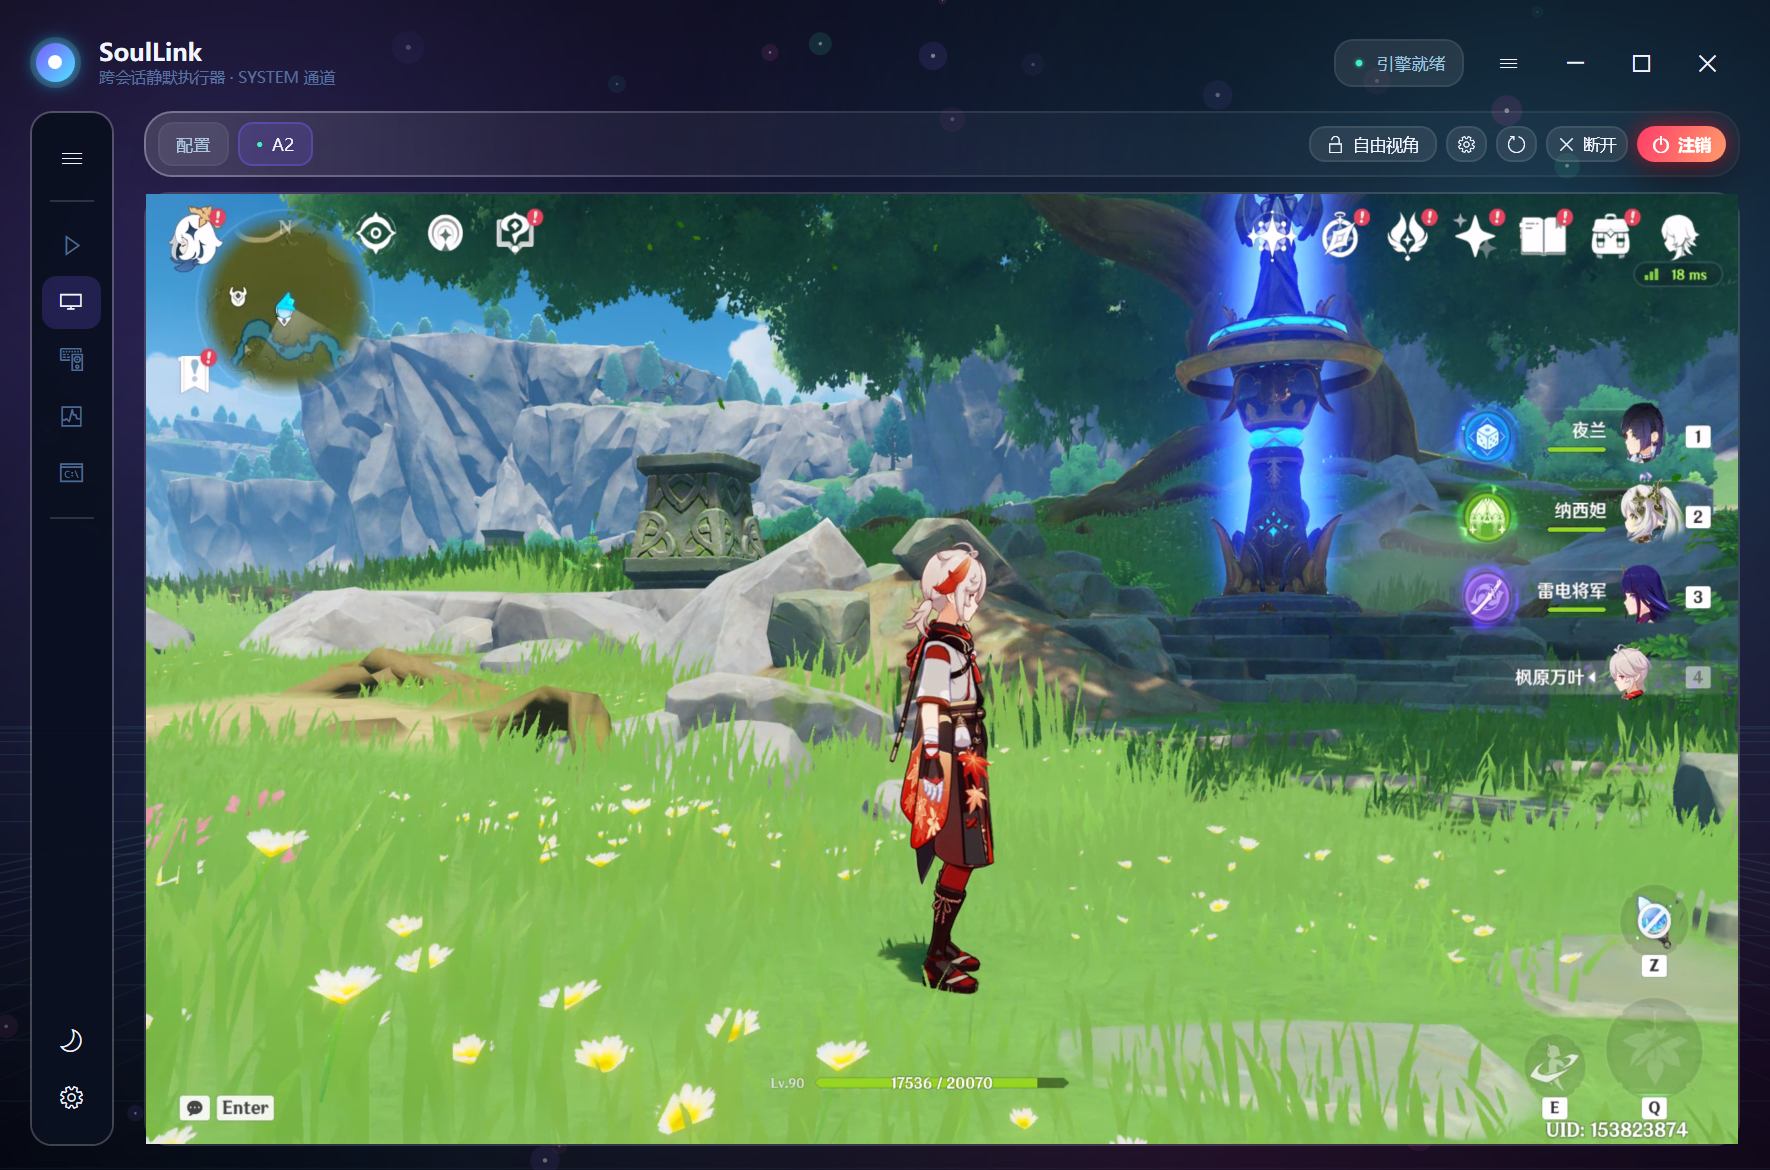 SoulLink
跨会话静默执行器 · SYSTEM 通道
引擎就绪
配置
A2
自由视角
断开
注销
N
18 ms
夜兰
1
纳西妲
2
雷电将军
3
枫原万叶
4
C:\
Z
Lv.90
17536 / 20070
Enter
E
Q
UID: 153823874